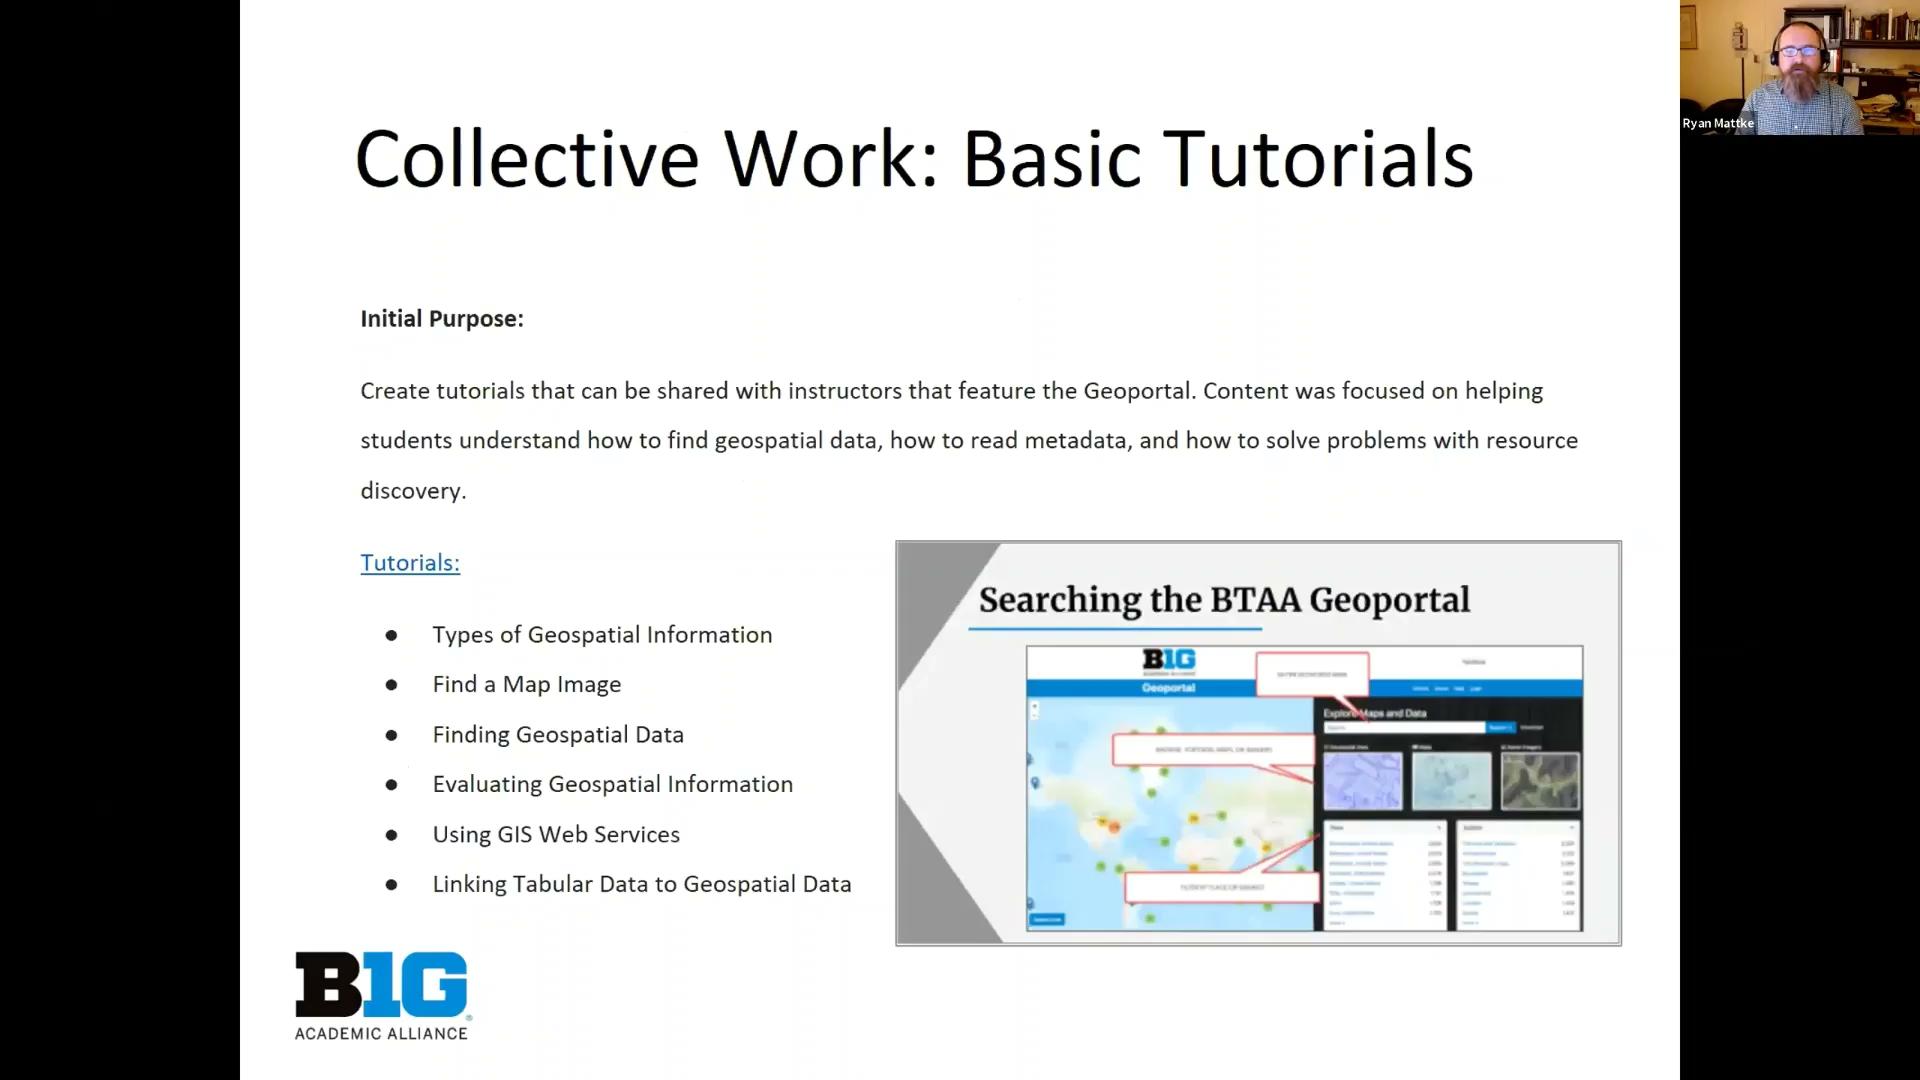 Collective Work: Basic Tutorials
Ryan Mattke
Initial Purpose:
Create tutorials that can be shared with instructors that feature the Geoportal. Content was focused on helping
students understand how to find geospatial data, how to read metadata, and how to solve problems with resource
discovery.
Tutorials:
● Types of Geospatial Information
● Find a Map Image
● Finding Geospatial Data
● Evaluating Geospatial Information
● Using GIS Web Services
● Linking Tabular Data to Geospatial Data
Searching the BTAA Geoportal
B1G
Geoportal
Explore Maps and Data
B1G
ACADEMIC ALLIANCE